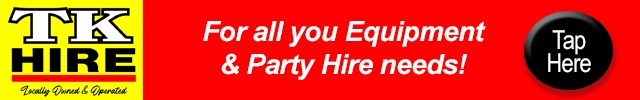 TK
HIRE
Locally Owned & Operated
For all you Equipment
& Party Hire needs!
Tap
Here